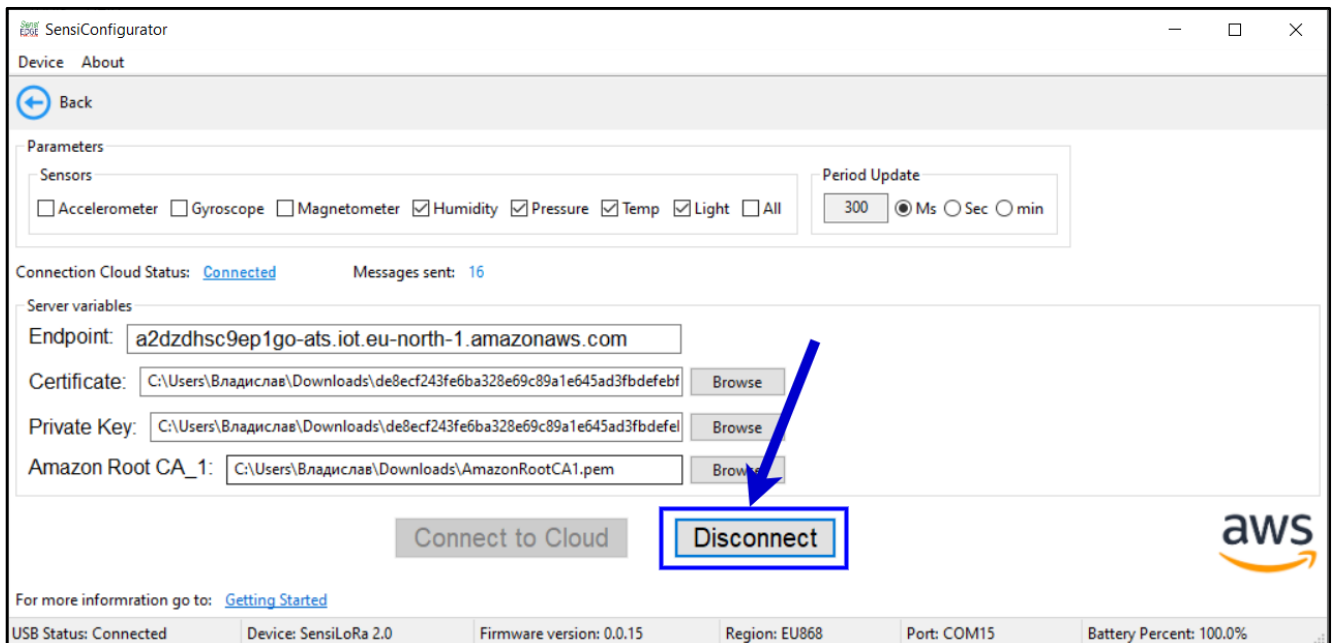 SensiConfigurator
Device About
Back
Parameters
Sensors
Period Update
Accelerometer Gyroscope Magnetometer Humidity Pressure Temp Light All
300 Ms Sec min
Connection Cloud Status: Connected Messages sent: 16
Server variables
Endpoint: a2dzdhsc9ep1go-ats.iot.eu-north-1.amazonaws.com
Certificate: C:\Users\Владислав\Downloads\de8ecf243fe6ba328e69c89a1e645ad3fbdefebf Browse
Private Key: C:\Users\Владислав\Downloads\de8ecf243fe6ba328e69c89a1e645ad3fbdefel Browse
Amazon Root CA_1: C:\Users\Владислав\Downloads\AmazonRootCA1.pem Browse
Connect to Cloud Disconnect
aws
For more informration go to: Getting Started
USB Status: Connected Device: SensiLoRa 2.0 Firmware version: 0.0.15 Region: EU868 Port: COM15 Battery Percent: 100.0%